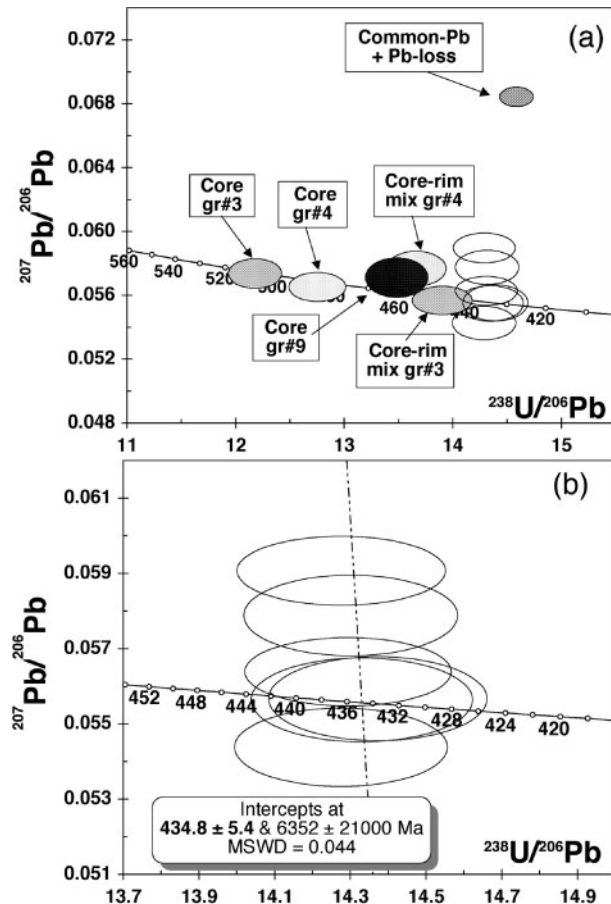 (a)
Common-Pb
+ Pb-loss
0.072
0.068
0.064
0.060
0.056
0.052
0.048
207Pb/206Pb
Core
gr#3
Core
gr#4
Core-rim
mix gr#4
560
540
520
460
420
Core
gr#9
Core-rim
mix gr#3
238U/206Pb
11
12
13
14
15
(b)
0.061
0.059
0.057
0.055
0.053
0.051
207Pb/206Pb
452
448
444
440
436
432
428
424
420
Intercepts at
434.8 ± 5.4 & 6352 ± 21000 Ma
MSWD = 0.044
238U/206Pb
13.7
13.9
14.1
14.3
14.5
14.7
14.9